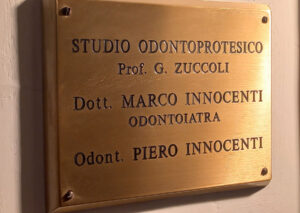 STUDIO ODONTOPROTESICO
Prof. G. ZUCCOLI
Dott. MARCO INNOCENTI
ODONTOIATRA
Odont. PIERO INNOCENTI